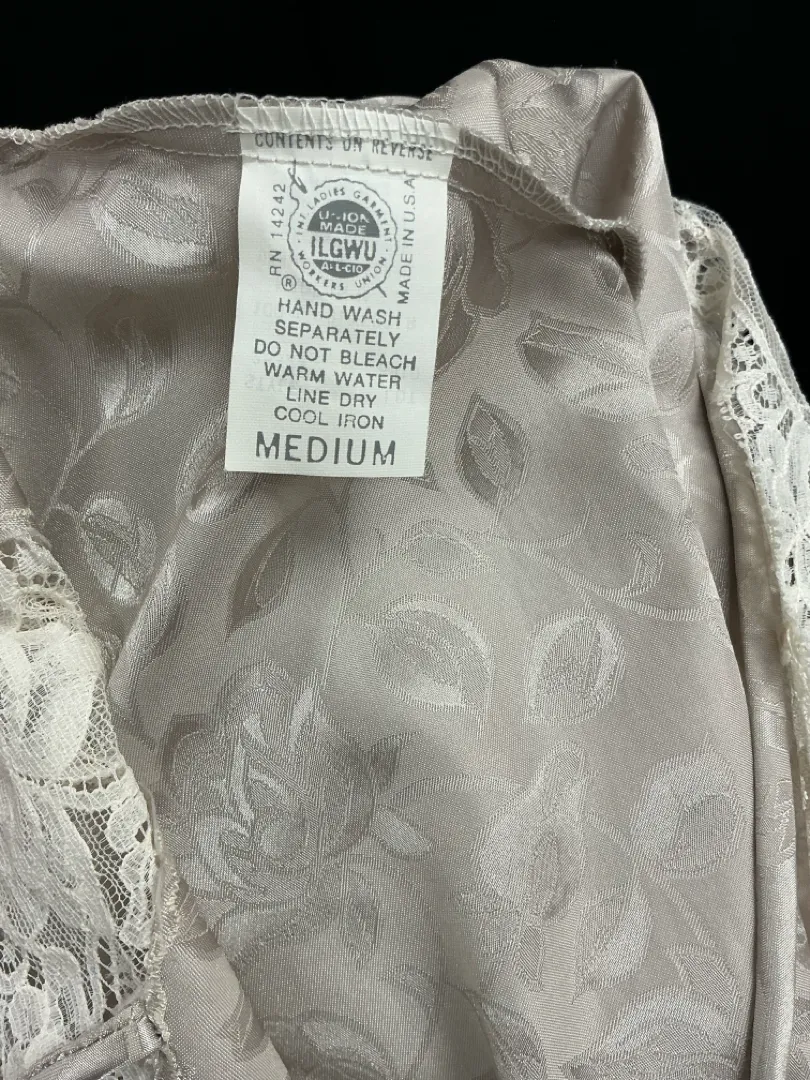 CONTENTS ON REVERSE
RN 14242
INT LADIES GARMENT
WORKERS UNION
UNION
MADE
ILGWU
AFL-CIO
MADE IN U.S.A
®
HAND WASH
SEPARATELY
DO NOT BLEACH
WARM WATER
LINE DRY
COOL IRON
MEDIUM